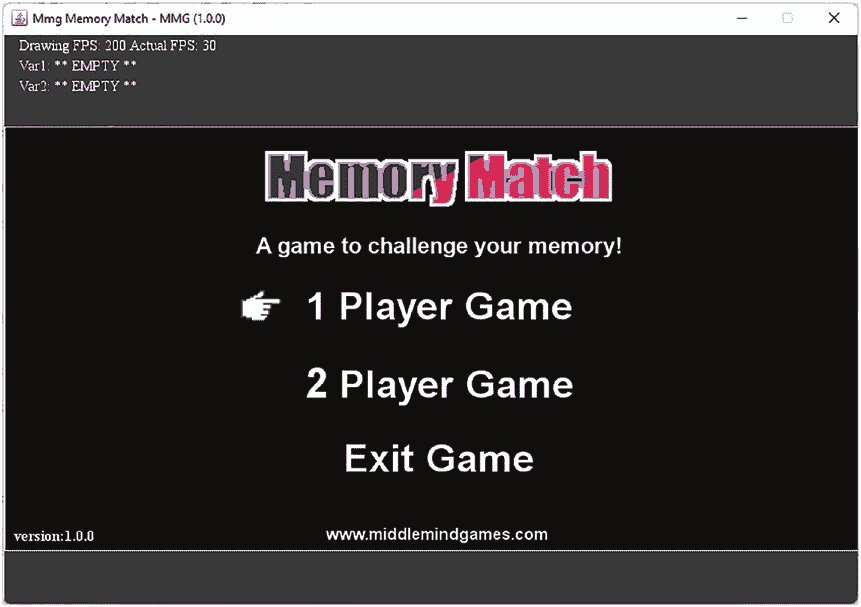 Mmg Memory Match - MMG (1.0.0)
Drawing FPS: 200 Actual FPS: 30
Var1: ** EMPTY **
Var2: ** EMPTY **
Memory Match
A game to challenge your memory!
1 Player Game
2 Player Game
Exit Game
version:1.0.0
www.middlemindgames.com